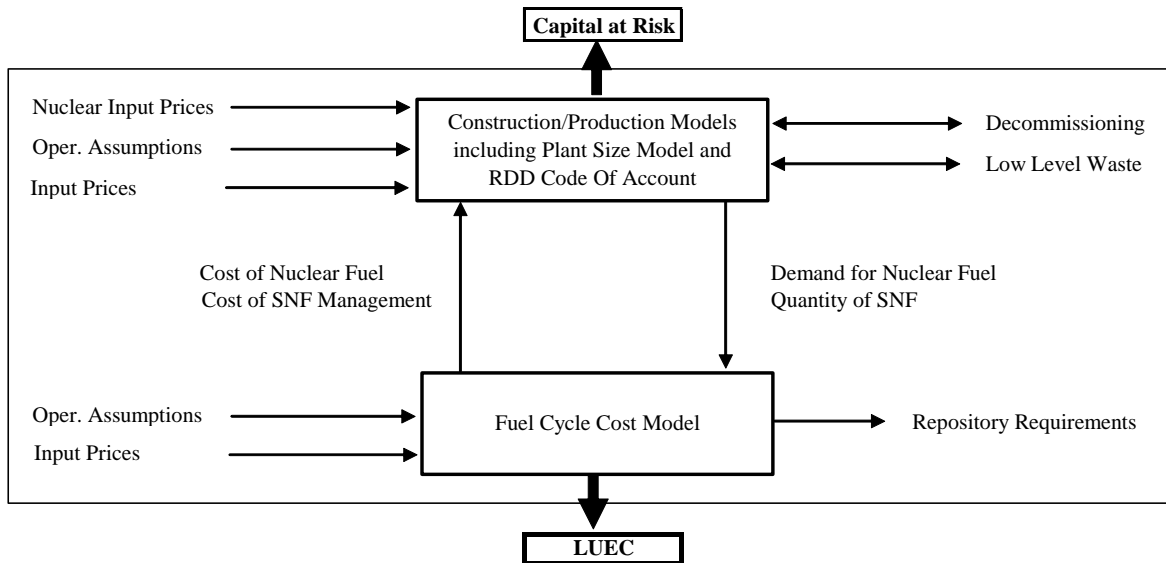 Capital at Risk
Nuclear Input Prices
Oper. Assumptions
Input Prices
Construction/Production Models
including Plant Size Model and
RDD Code Of Account
Decommissioning
Low Level Waste
Cost of Nuclear Fuel
Cost of SNF Management
Demand for Nuclear Fuel
Quantity of SNF
Oper. Assumptions
Input Prices
Fuel Cycle Cost Model
Repository Requirements
LUEC